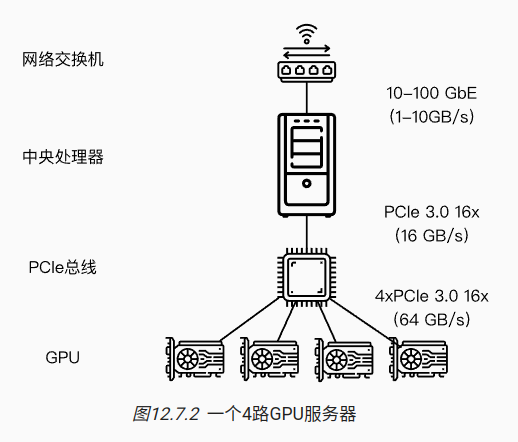 网络交换机
10–100 GbE
(1–10GB/s)
中央处理器
PCIe 3.0 16x
(16 GB/s)
PCIe总线
4xPCIe 3.0 16x
(64 GB/s)
GPU
图12.7.2 一个4路GPU服务器